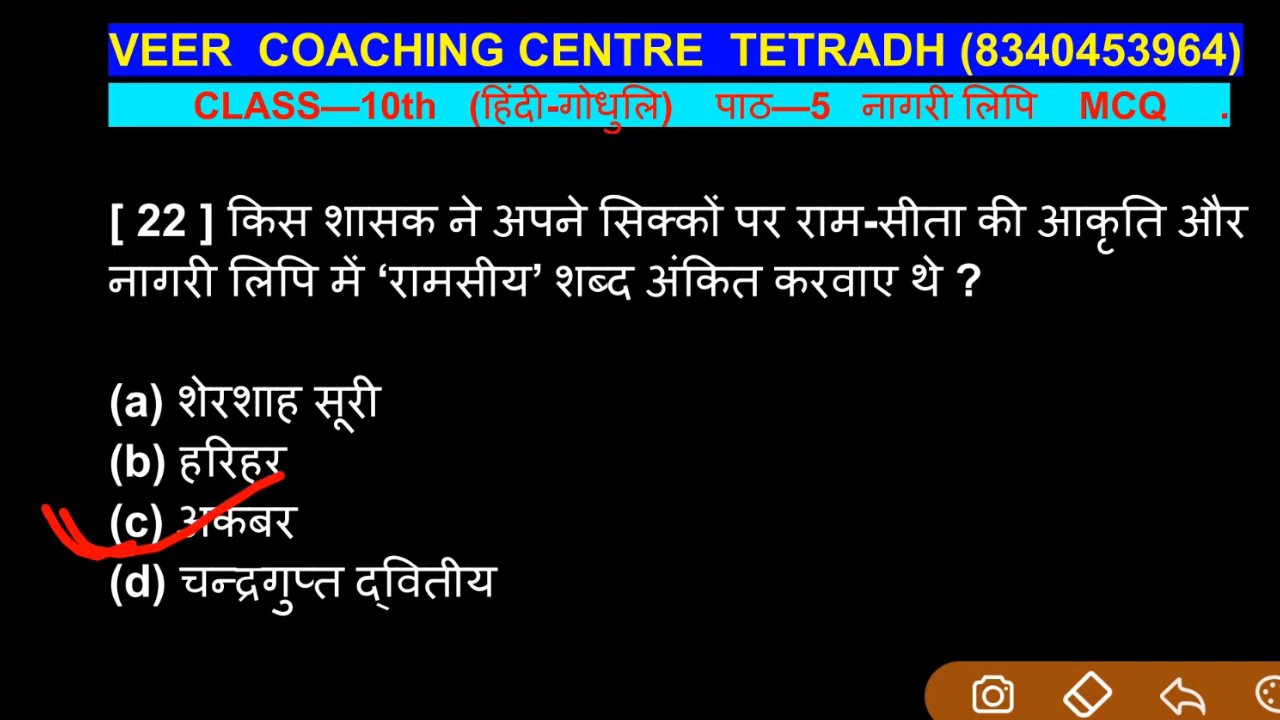 VEER COACHING CENTRE TETRADH (8340453964)
CLASS—10th (हिंदी-गोधुलि) पाठ—5 नागरी लिपि MCQ .
[ 22 ] किस शासक ने अपने सिक्कों पर राम-सीता की आकृति और
नागरी लिपि में ‘रामसीय’ शब्द अंकित करवाए थे ?
(a) शेरशाह सूरी
(b) हरिहर
(c) अकबर
(d) चन्द्रगुप्त द्वितीय